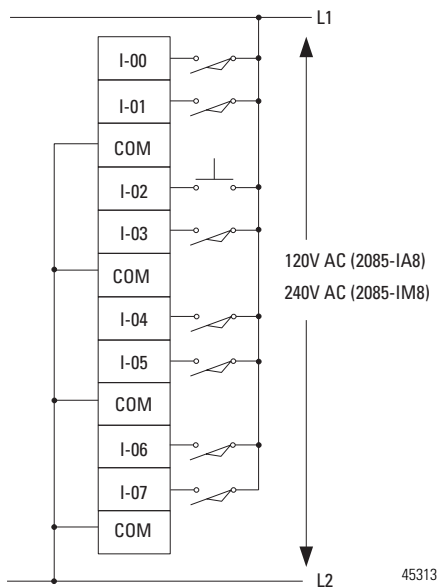 L1
I-00
I-01
COM
I-02
I-03
COM
120V AC (2085-IA8)
240V AC (2085-IM8)
I-04
I-05
COM
I-06
I-07
COM
L2
45313